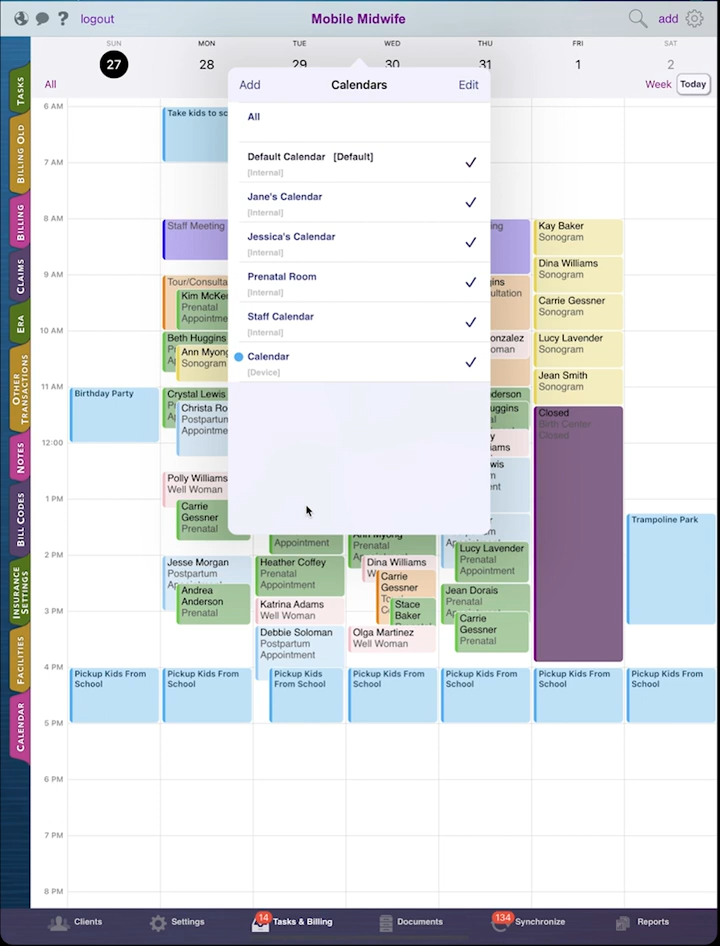 logout
Mobile Midwife
add
SUN
MON
TUE
WED
THU
FRI
SAT
27
28
29
30
31
1
2
All
Week
Today
TASKS
BILLING OLD
BILLING
CLAIMS
ERA
OTHER
TRANSACTIONS
NOTES
BILL CODES
INSURANCE
SETTINGS
FACILITIES
CALENDAR
Add
Calendars
Edit
All
Default Calendar [Default]
[Internal]
Jane's Calendar
[Internal]
Jessica's Calendar
[Internal]
Prenatal Room
[Internal]
Staff Calendar
[Internal]
Calendar
[Device]
6 AM
7 AM
8 AM
9 AM
10 AM
11 AM
12:00
1 PM
2 PM
3 PM
4 PM
5 PM
6 PM
7 PM
8 PM
Birthday Party
Pickup Kids From
School
Take kids to sc
Staff Meeting
Tour/Consulta
Kim McKe
Prenatal
Appointme
Beth Huggins
Ann Myong
Sonogram
Crystal Lewis
Christa Ro
Postpartum
Appointme
Polly Williams
Well Woman
Carrie
Gessner
Prenatal
Jesse Morgan
Postpartum
Andrea
Anderson
Prenatal
Pickup Kids From
School
Appointment
Heather Coffey
Prenatal
Appointment
Katrina Adams
Well Woman
Debbie Soloman
Postpartum
Appointment
Pickup Kids
From School
Ann Myong
Prenatal
Dina Williams
Carrie
Gessner
Stace
Baker
Olga Martinez
Well Woman
Pickup Kids From
School
ing
gins
ultation
onzalez
oman
derson
uggins
y
iams
wis
m
ent
Lucy Lavender
Prenatal
Appointment
Jean Dorais
Prenatal
Carrie
Gessner
Prenatal
Pickup Kids From
School
Kay Baker
Sonogram
Dina Williams
Sonogram
Carrie Gessner
Sonogram
Lucy Lavender
Sonogram
Jean Smith
Sonogram
Closed
Birth Center
Closed
Pickup Kids From
School
Trampoline Park
Pickup Kids From
School
Clients
Settings
14
Tasks & Billing
Documents
134
Synchronize
Reports